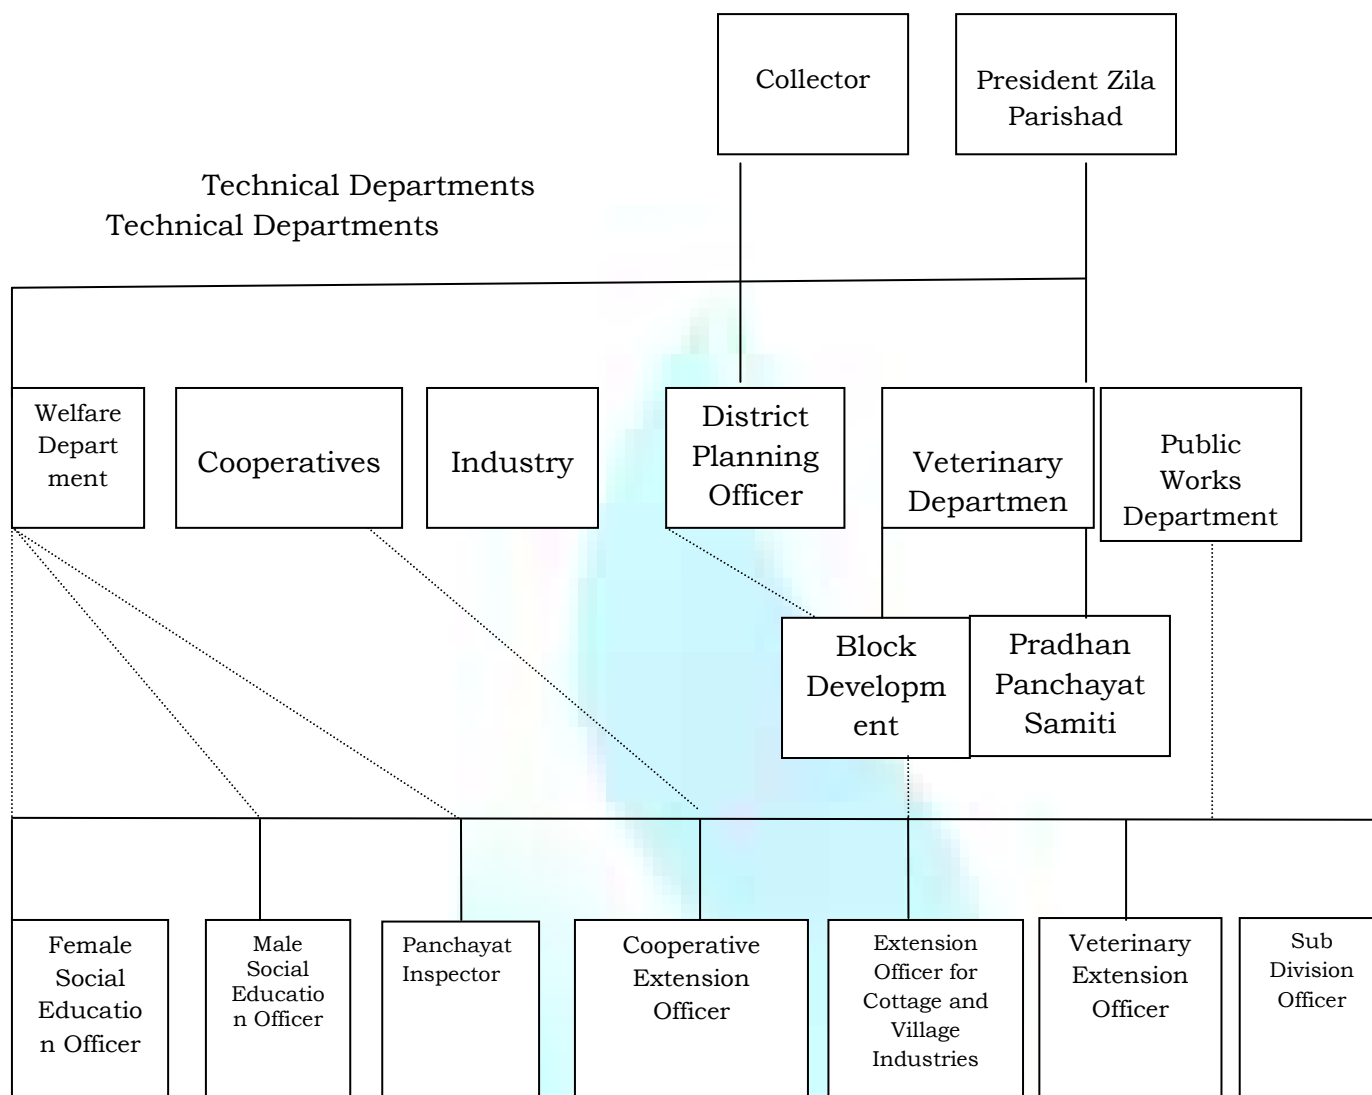 Collector
President Zila
Parishad
Technical Departments
Technical Departments
Welfare
Depart
ment
Cooperatives
Industry
District
Planning
Officer
Veterinary
Departmen
Public
Works
Department
Block
Developm
ent
Pradhan
Panchayat
Samiti
Female
Social
Educatio
n Officer
Male
Social
Educatio
n Officer
Panchayat
Inspector
Cooperative
Extension
Officer
Extension
Officer for
Cottage and
Village
Industries
Veterinary
Extension
Officer
Sub
Division
Officer